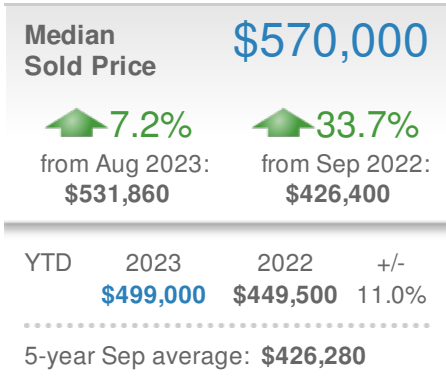 Median
Sold Price
$570,000
7.2%
from Aug 2023:
$531,860
33.7%
from Sep 2022:
$426,400
YTD 2023 2022 +/-
$499,000 $449,500 11.0%
5-year Sep average: $426,280